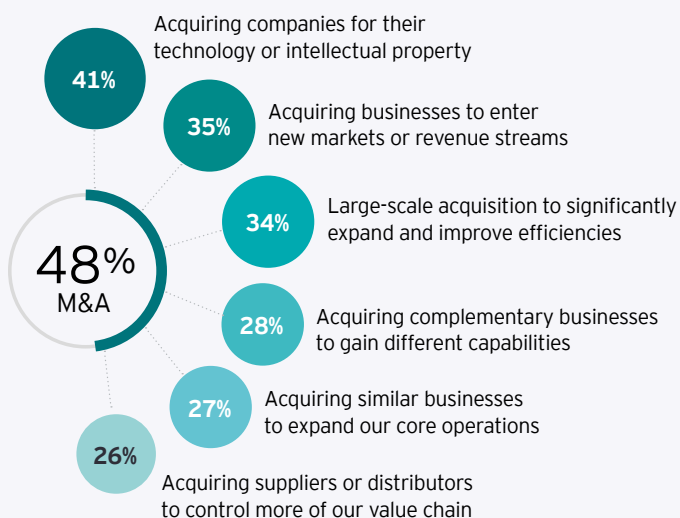 Acquiring companies for their
technology or intellectual property
41%
35%
Acquiring businesses to enter
new markets or revenue streams
34%
Large-scale acquisition to significantly
expand and improve efficiencies
48%
M&A
28%
Acquiring complementary businesses
to gain different capabilities
27%
Acquiring similar businesses
to expand our core operations
26%
Acquiring suppliers or distributors
to control more of our value chain